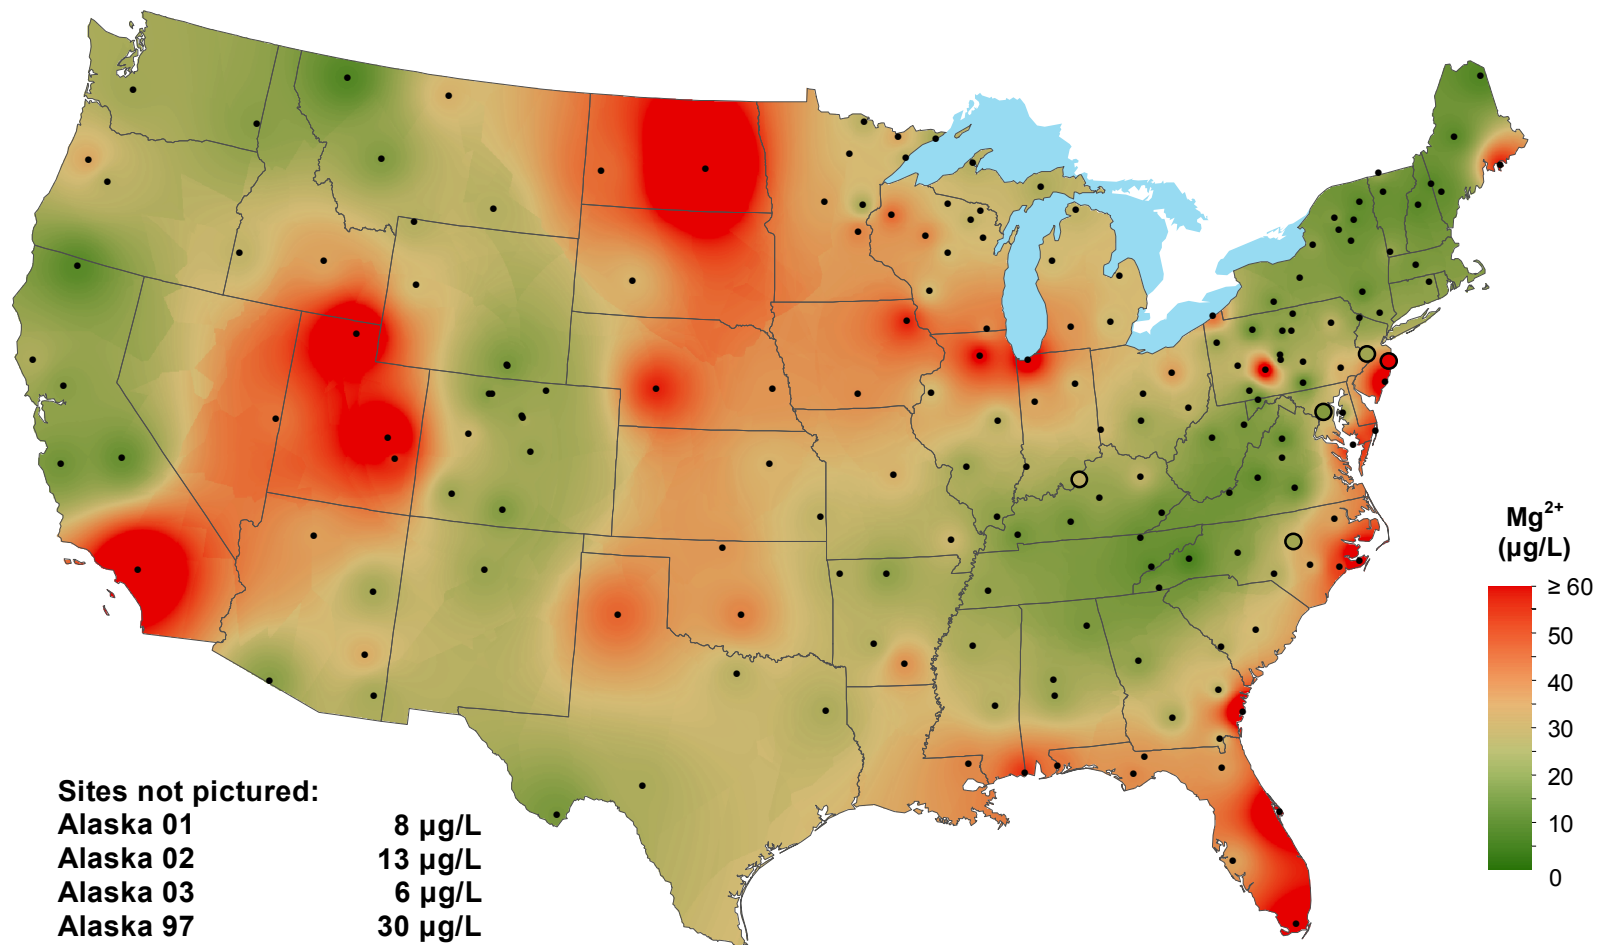 Mg²⁺
(µg/L)
≥ 60
50
40
30
20
10
0
Sites not pictured:
Alaska 01 8 µg/L
Alaska 02 13 µg/L
Alaska 03 6 µg/L
Alaska 97 30 µg/L